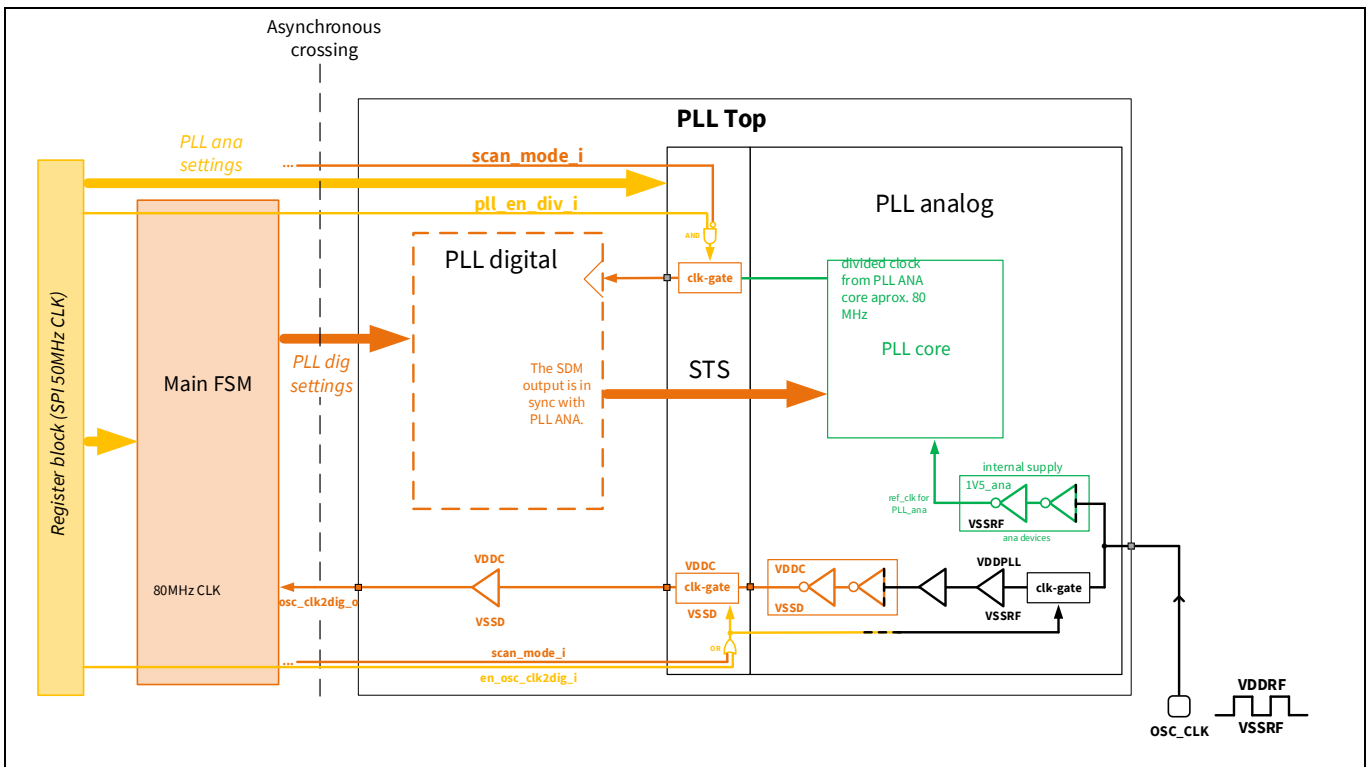 Asynchronous
crossing
PLL Top
PLL ana
settings
... scan_mode_i
pll_en_div_i
AND
PLL analog
PLL digital
clk-gate
divided clock
from PLL ANA
core aprox. 80
MHz
PLL core
Register block (SPI 50MHz CLK)
Main FSM
PLL dig
settings
The SDM
output is in
sync with
PLL ANA.
STS
internal supply
1V5_ana
ref_clk for
PLL_ana
VSSRF
ana devices
80MHz CLK
osc_clk2dig_o
VDDC
VSSD
VDDC
clk-gate
VSSD
VDDC
VSSD
VDDPLL
VSSRF
clk-gate
OR
... scan_mode_i
en_osc_clk2dig_i
OSC_CLK
VDDRF
VSSRF